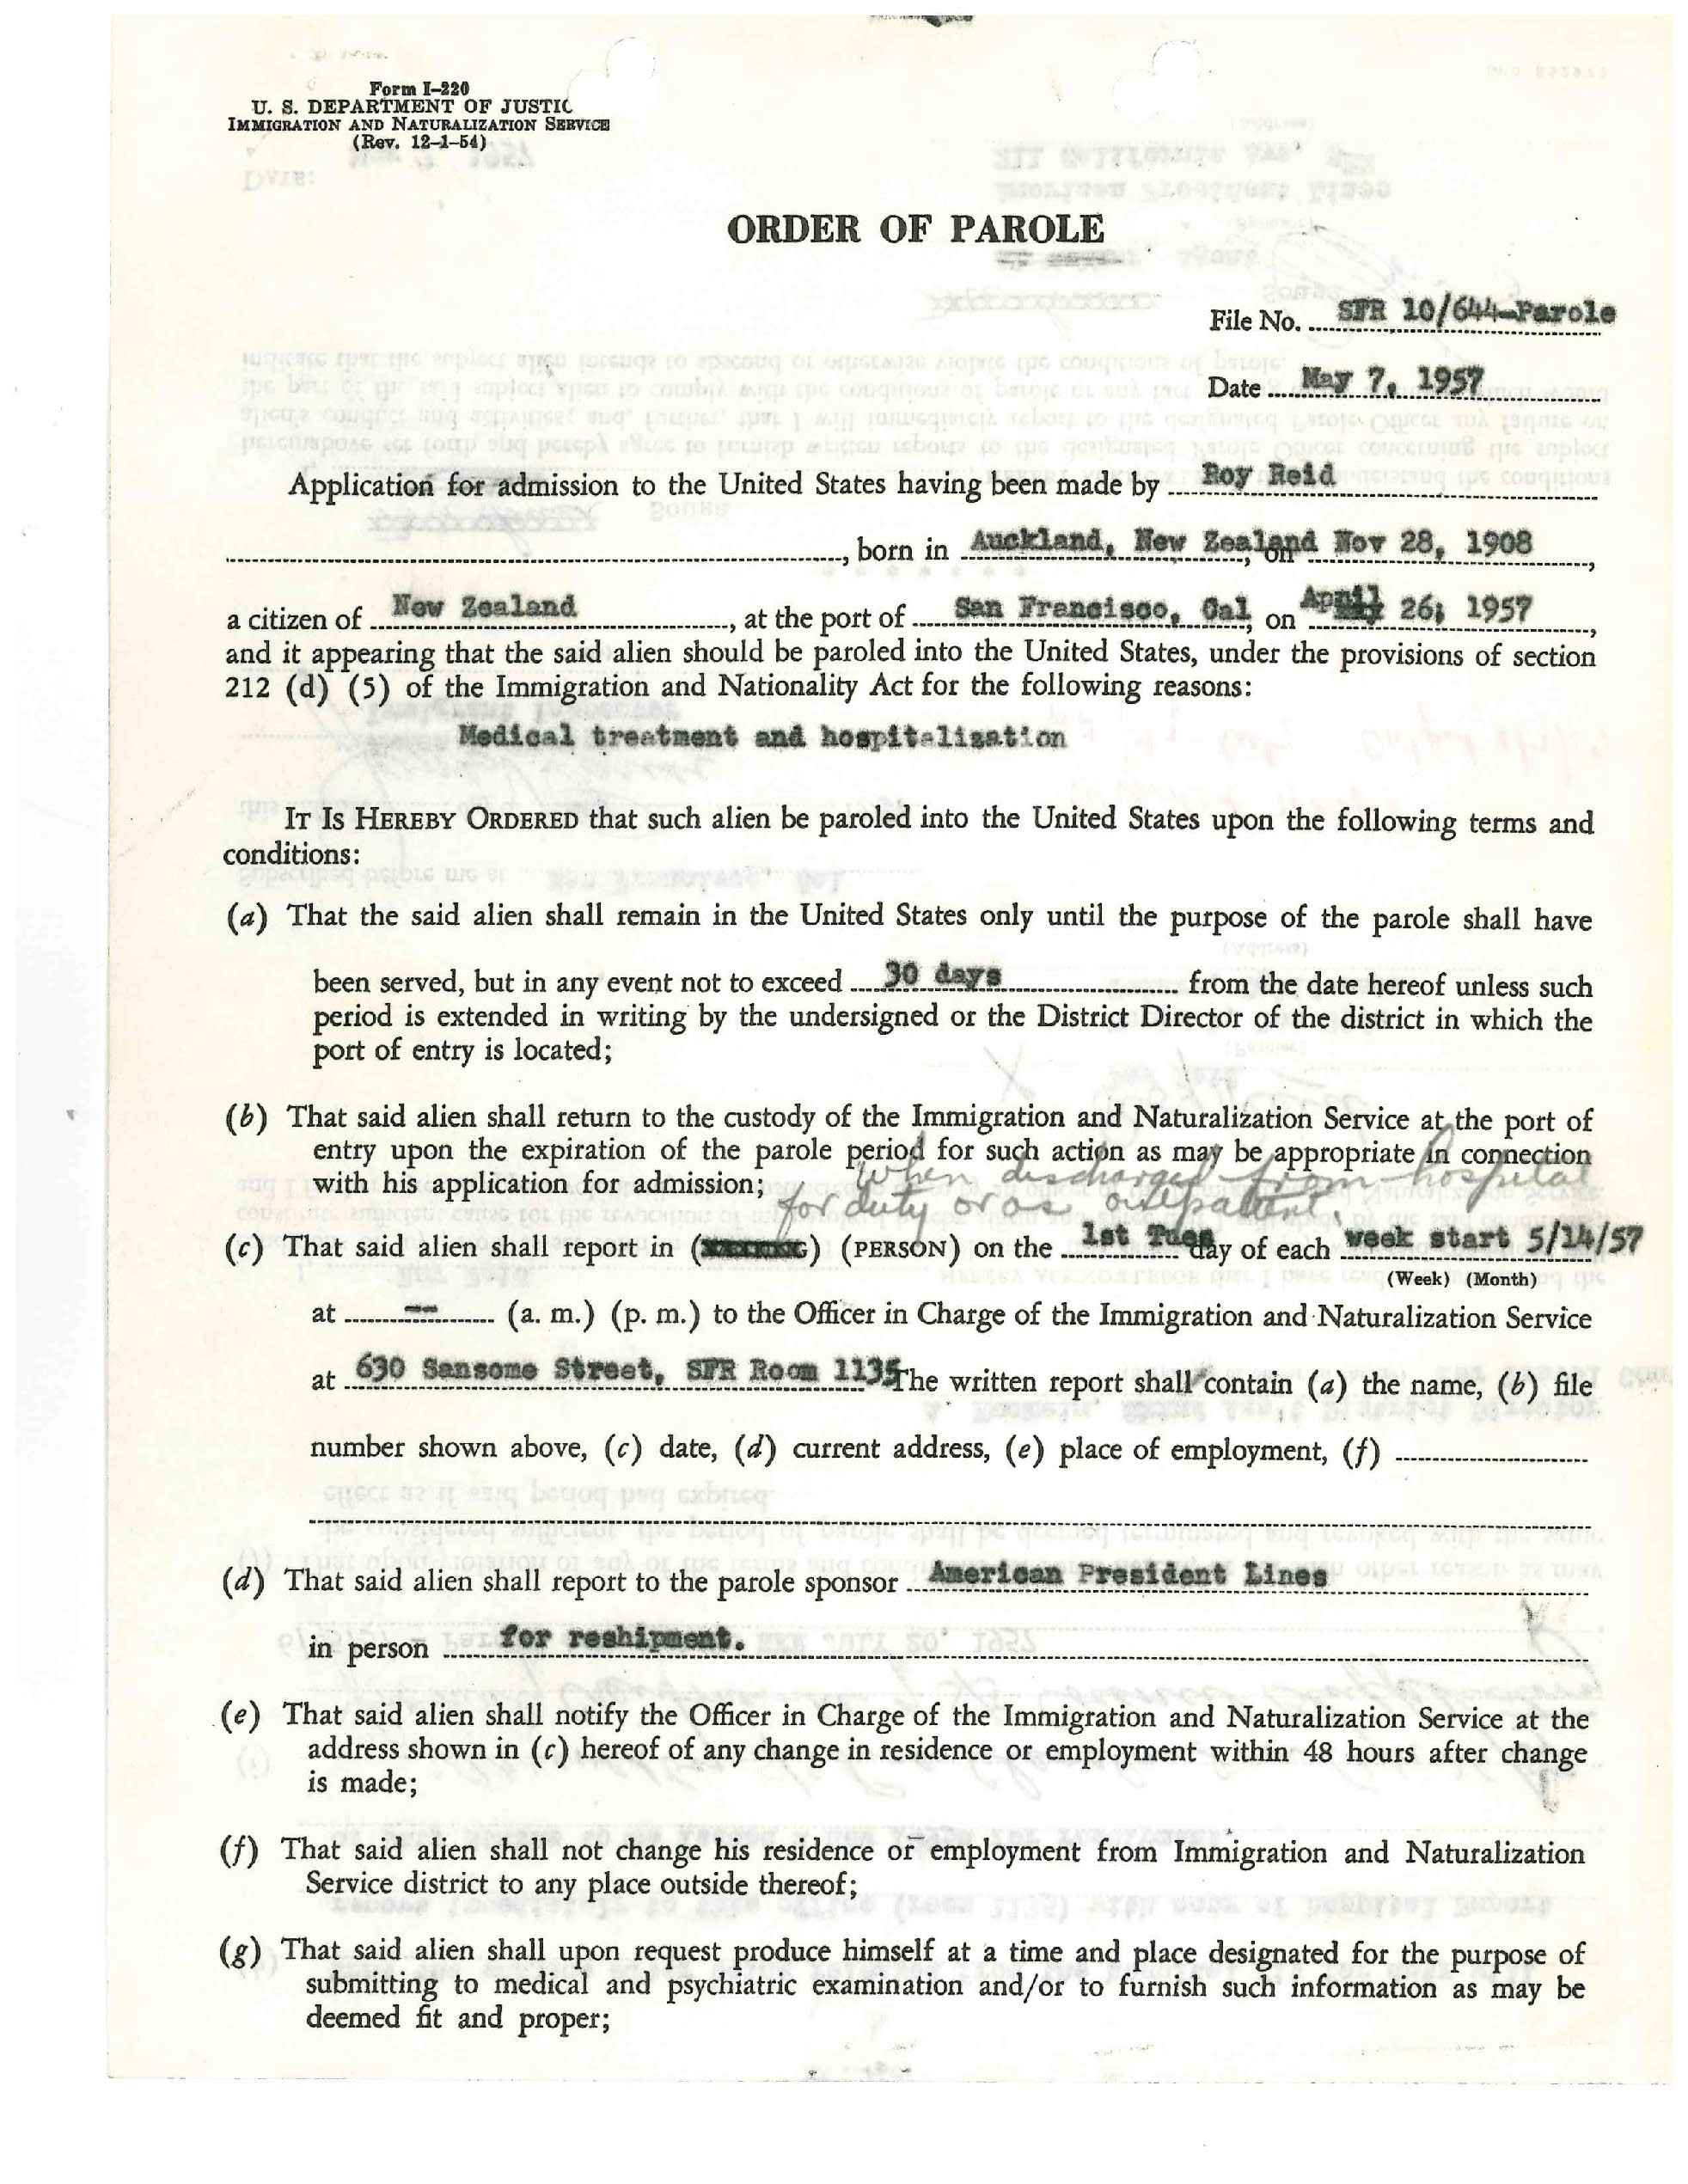 Form I-220
U. S. DEPARTMENT OF JUSTIC
IMMIGRATION AND NATURALIZATION SERVICE
(Rev. 12-1-54)
ORDER OF PAROLE
File No. SFR 10/644-Parole
Date May 7, 1957
Application for admission to the United States having been made by Roy Reid
, born in Auckland, New Zealand, on Nov 28, 1908,
a citizen of New Zealand, at the port of San Francisco, Cal, on April 26, 1957,
and it appearing that the said alien should be paroled into the United States, under the provisions of section
212 (d) (5) of the Immigration and Nationality Act for the following reasons:
Medical treatment and hospitalization
IT IS HEREBY ORDERED that such alien be paroled into the United States upon the following terms and
conditions:
(a) That the said alien shall remain in the United States only until the purpose of the parole shall have
been served, but in any event not to exceed 30 days from the date hereof unless such
period is extended in writing by the undersigned or the District Director of the district in which the
port of entry is located;
(b) That said alien shall return to the custody of the Immigration and Naturalization Service at the port of
entry upon the expiration of the parole period for such action as may be appropriate in connection
with his application for admission; when discharged from hospital
for duty or as outpatient.
(c) That said alien shall report in () (PERSON) on the 1st Tues day of each week start 5/14/57
(Week) (Month)
at -- (a. m.) (p. m.) to the Officer in Charge of the Immigration and Naturalization Service
at 630 Sansome Street, SFR Room 1135 The written report shall contain (a) the name, (b) file
number shown above, (c) date, (d) current address, (e) place of employment, (f)
(d) That said alien shall report to the parole sponsor American President Lines
in person for reshipment.
(e) That said alien shall notify the Officer in Charge of the Immigration and Naturalization Service at the
address shown in (c) hereof of any change in residence or employment within 48 hours after change
is made;
(f) That said alien shall not change his residence or employment from Immigration and Naturalization
Service district to any place outside thereof;
(g) That said alien shall upon request produce himself at a time and place designated for the purpose of
submitting to medical and psychiatric examination and/or to furnish such information as may be
deemed fit and proper;